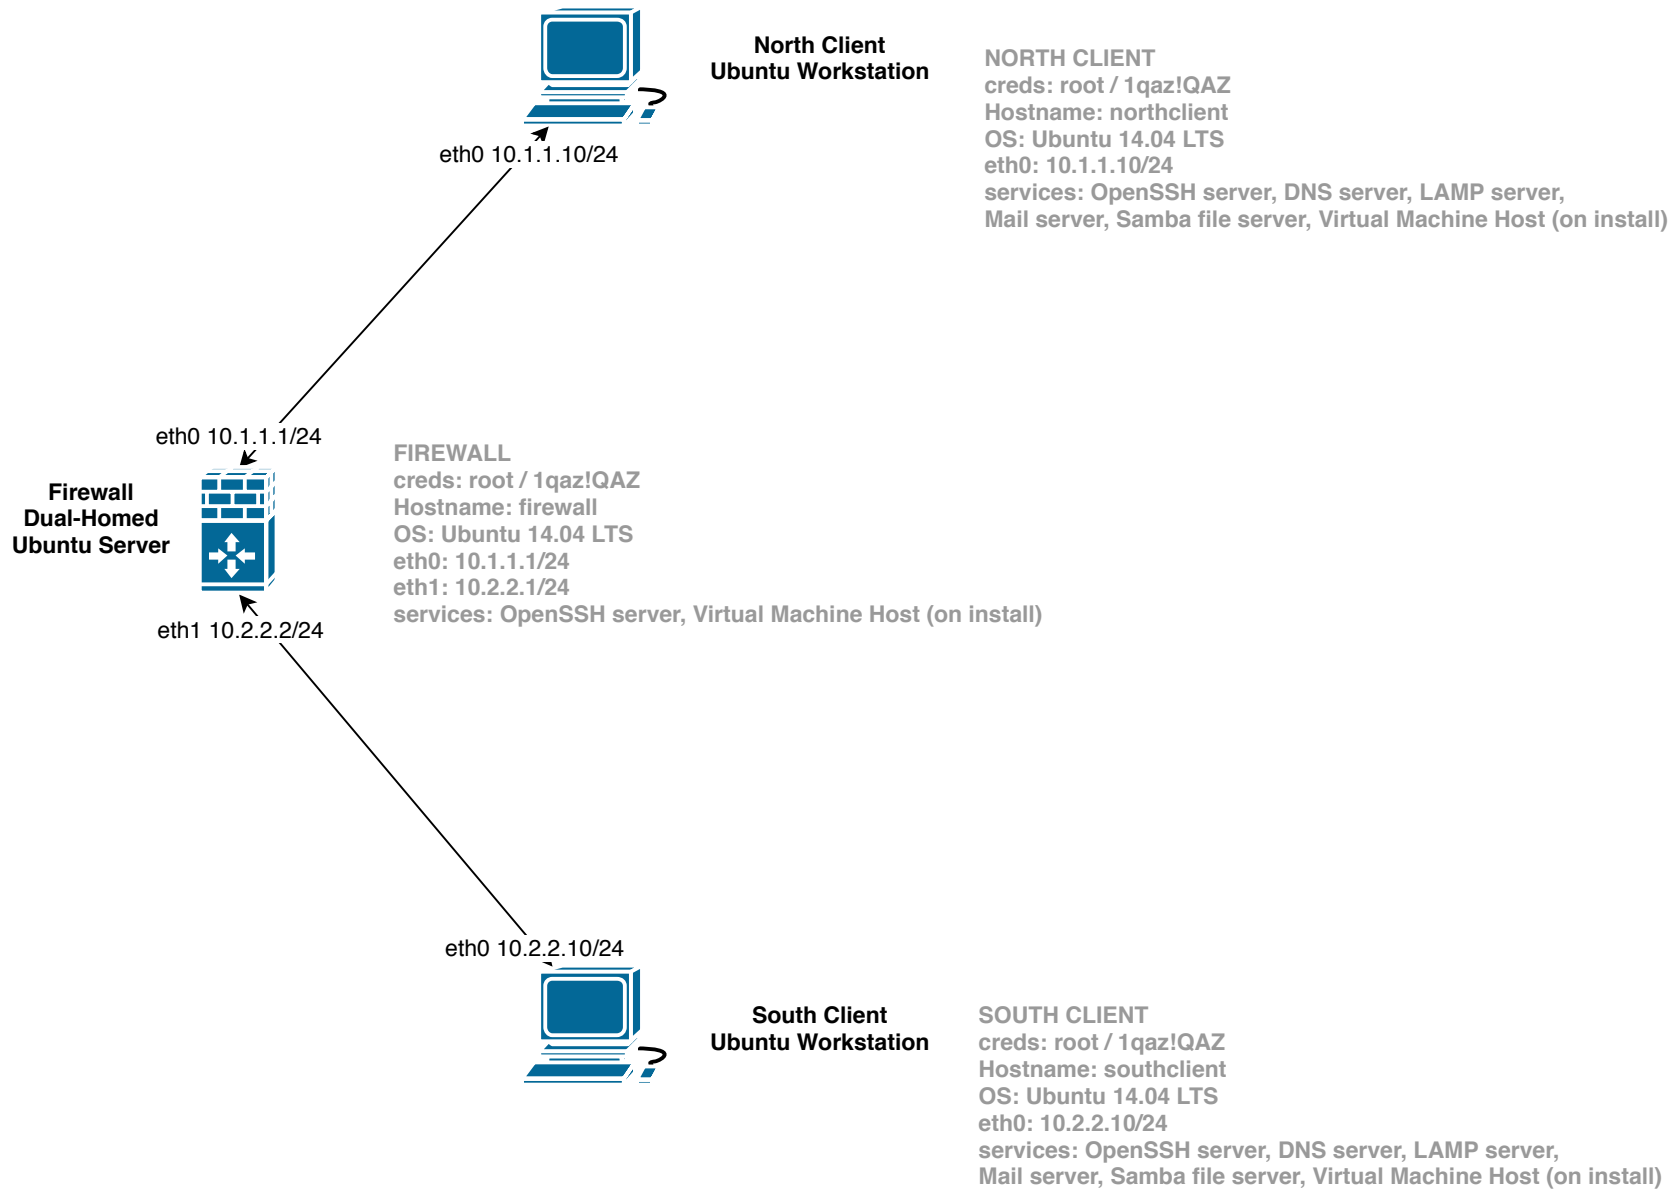 North Client
Ubuntu Workstation
NORTH CLIENT
creds: root / 1qaz!QAZ
Hostname: northclient
OS: Ubuntu 14.04 LTS
eth0: 10.1.1.10/24
services: OpenSSH server, DNS server, LAMP server,
Mail server, Samba file server, Virtual Machine Host (on install)
eth0 10.1.1.10/24
eth0 10.1.1.1/24
Firewall
Dual-Homed
Ubuntu Server
FIREWALL
creds: root / 1qaz!QAZ
Hostname: firewall
OS: Ubuntu 14.04 LTS
eth0: 10.1.1.1/24
eth1: 10.2.2.1/24
services: OpenSSH server, Virtual Machine Host (on install)
eth1 10.2.2.2/24
eth0 10.2.2.10/24
South Client
Ubuntu Workstation
SOUTH CLIENT
creds: root / 1qaz!QAZ
Hostname: southclient
OS: Ubuntu 14.04 LTS
eth0: 10.2.2.10/24
services: OpenSSH server, DNS server, LAMP server,
Mail server, Samba file server, Virtual Machine Host (on install)